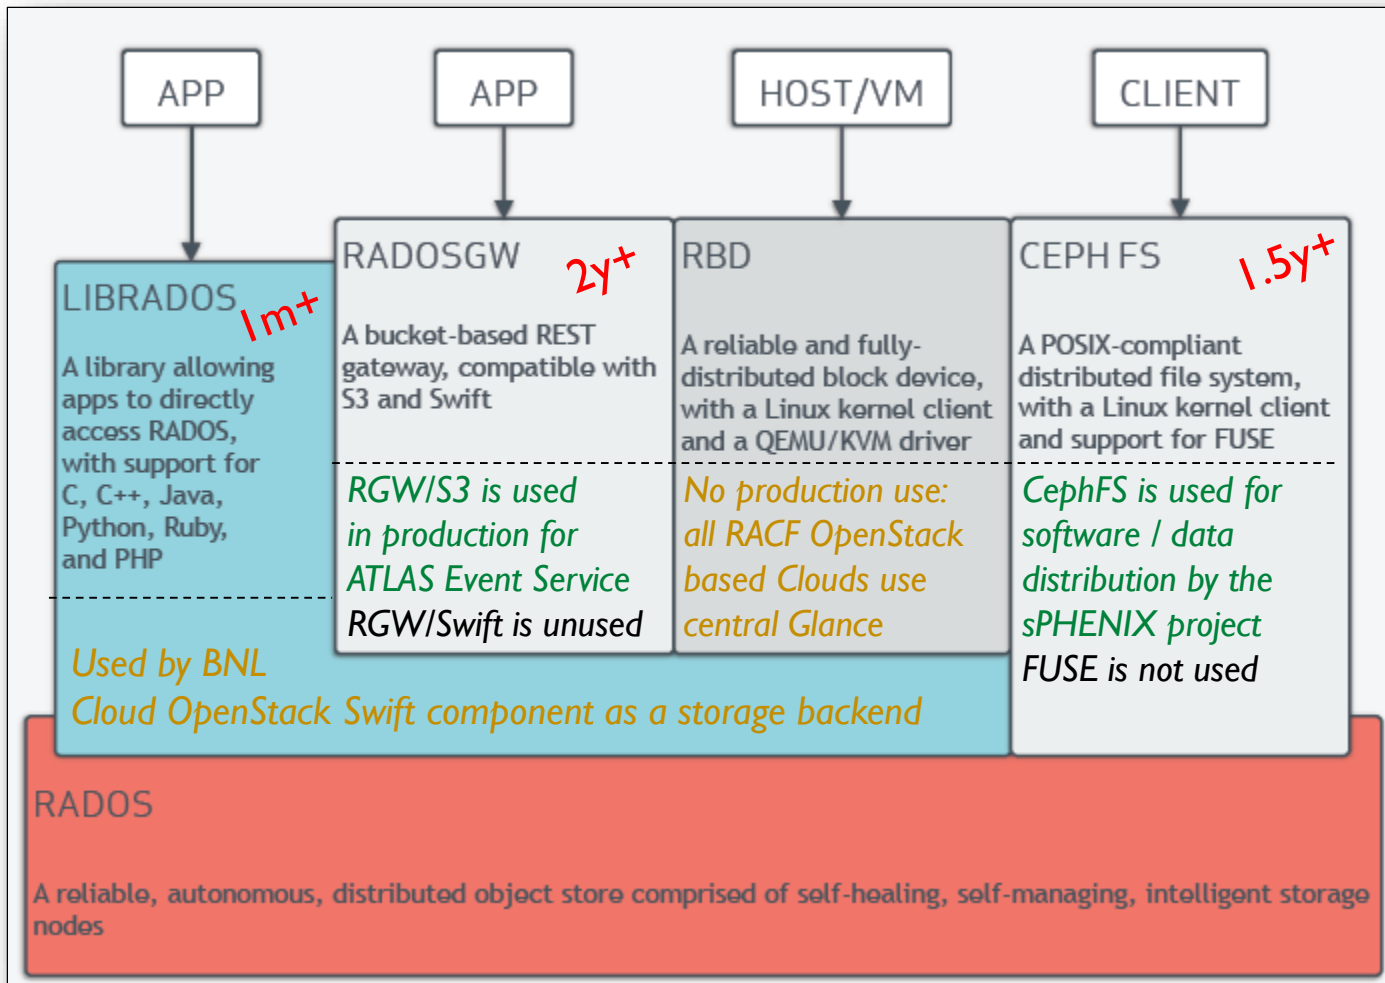 APP
APP
HOST/VM
CLIENT
LIBRADOS
1m+
A library allowing
apps to directly
access RADOS,
with support for
C, C++, Java,
Python, Ruby,
and PHP
RADOSGW
2y+
A bucket-based REST
gateway, compatible with
S3 and Swift
RGW/S3 is used
in production for
ATLAS Event Service
RGW/Swift is unused
RBD
A reliable and fully-
distributed block device,
with a Linux kernel client
and a QEMU/KVM driver
No production use:
all RACF OpenStack
based Clouds use
central Glance
CEPH FS
1.5y+
A POSIX-compliant
distributed file system,
with a Linux kernel client
and support for FUSE
CephFS is used for
software / data
distribution by the
sPHENIX project
FUSE is not used
Used by BNL
Cloud OpenStack Swift component as a storage backend
RADOS
A reliable, autonomous, distributed object store comprised of self-healing, self-managing, intelligent storage
nodes